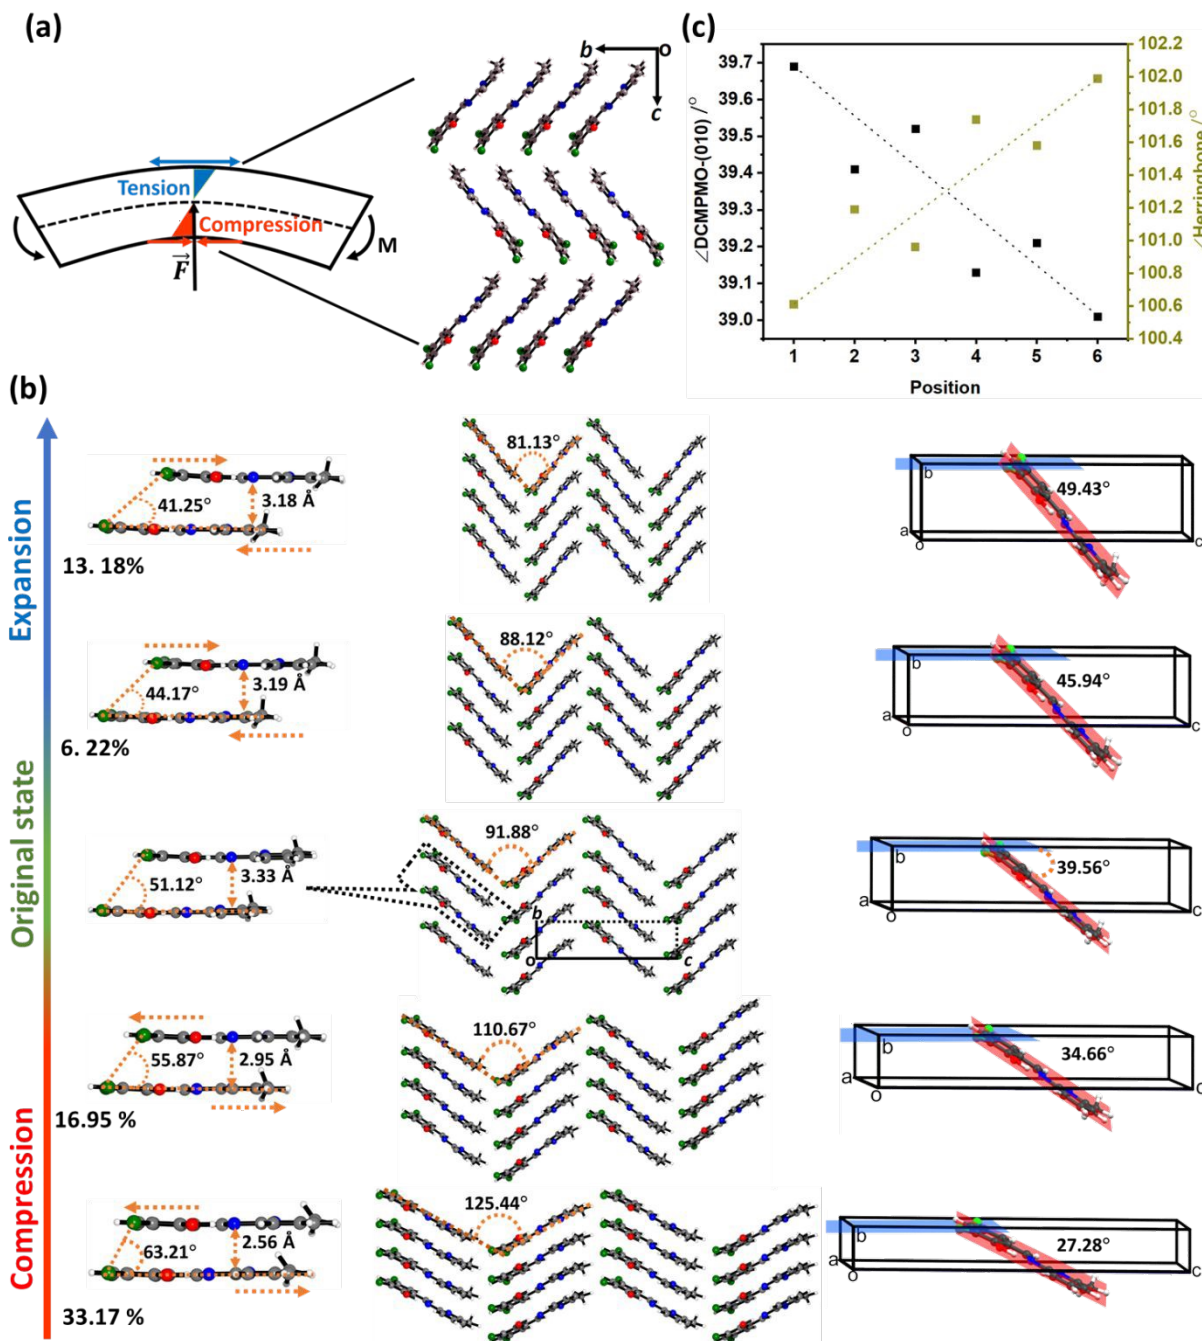 (a)
b
o
c
Tension
Compression
M
F
(c)
∠DCMPMO-(010) /°
39.7
39.6
39.5
39.4
39.3
39.2
39.1
39.0
102.2
102.0
101.8
101.6
101.4
101.2
101.0
100.8
100.6
100.4
∠Herringbone /°
1 2 3 4 5 6
Position
(b)
Expansion
Original state
Compression
41.25°
3.18 Å
13. 18%
81.13°
49.43°
b
a
o
c
44.17°
3.19 Å
6. 22%
88.12°
45.94°
b
a
o
c
51.12°
3.33 Å
91.88°
b
o
c
39.56°
b
a
o
c
55.87°
2.95 Å
16.95 %
110.67°
34.66°
b
a
o
c
63.21°
2.56 Å
33.17 %
125.44°
27.28°
b
a
o
c